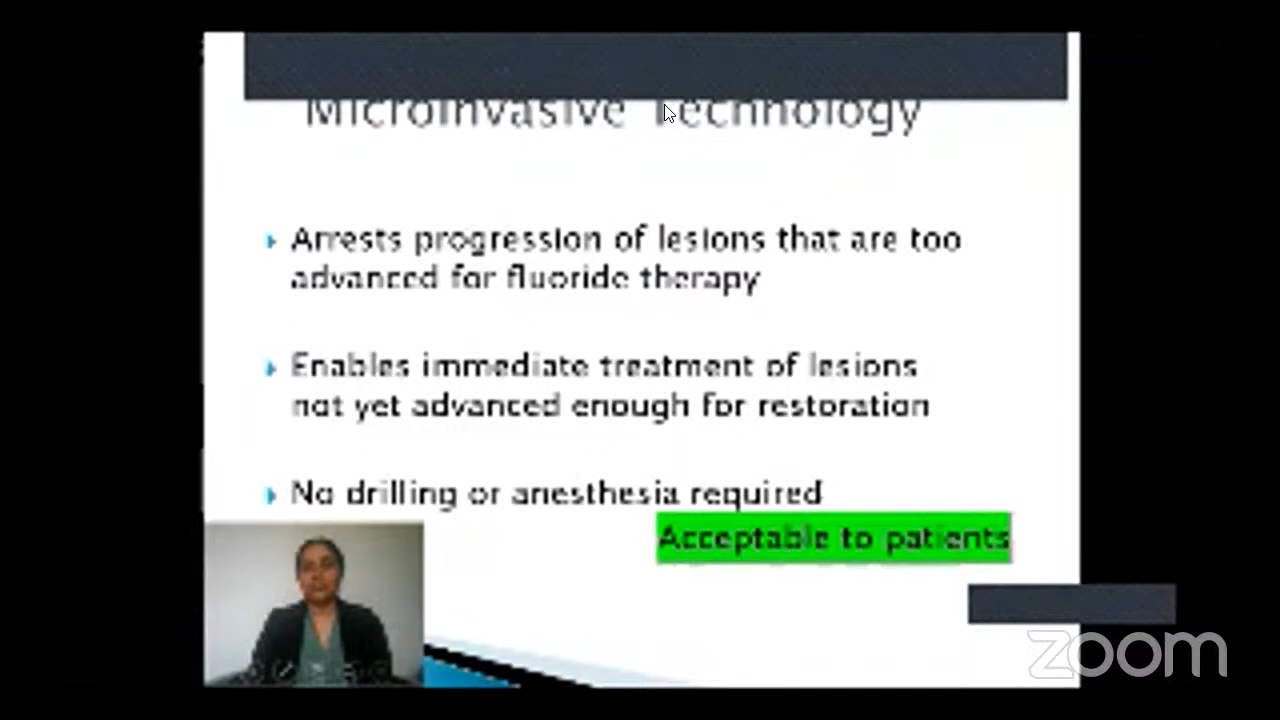 Microinvasive Technology
Arrests progression of lesions that are too
advanced for fluoride therapy
Enables immediate treatment of lesions
not yet advanced enough for restoration
No drilling or anesthesia required
Acceptable to patients
zoom